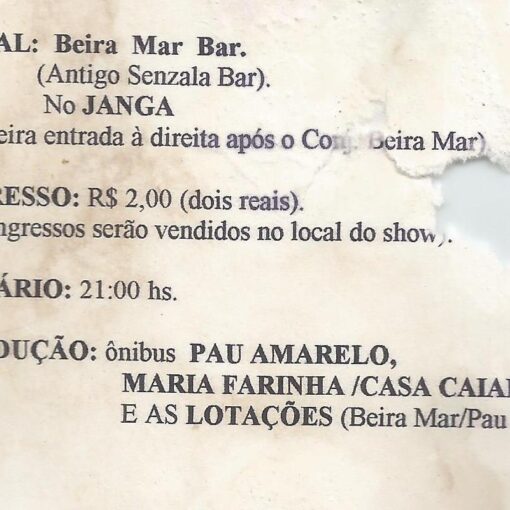 AL: Beira Mar Bar.
(Antigo Senzala Bar).
No JANGA
eira entrada à direita após o Conj. Beira Mar)
RESSO: R$ 2,00 (dois reais).
ngressos serão vendidos no local do show).
ÁRIO: 21:00 hs.
DUÇÃO: ônibus PAU AMARELO,
MARIA FARINHA /CASA CAIA
E AS LOTAÇÕES (Beira Mar/Pau